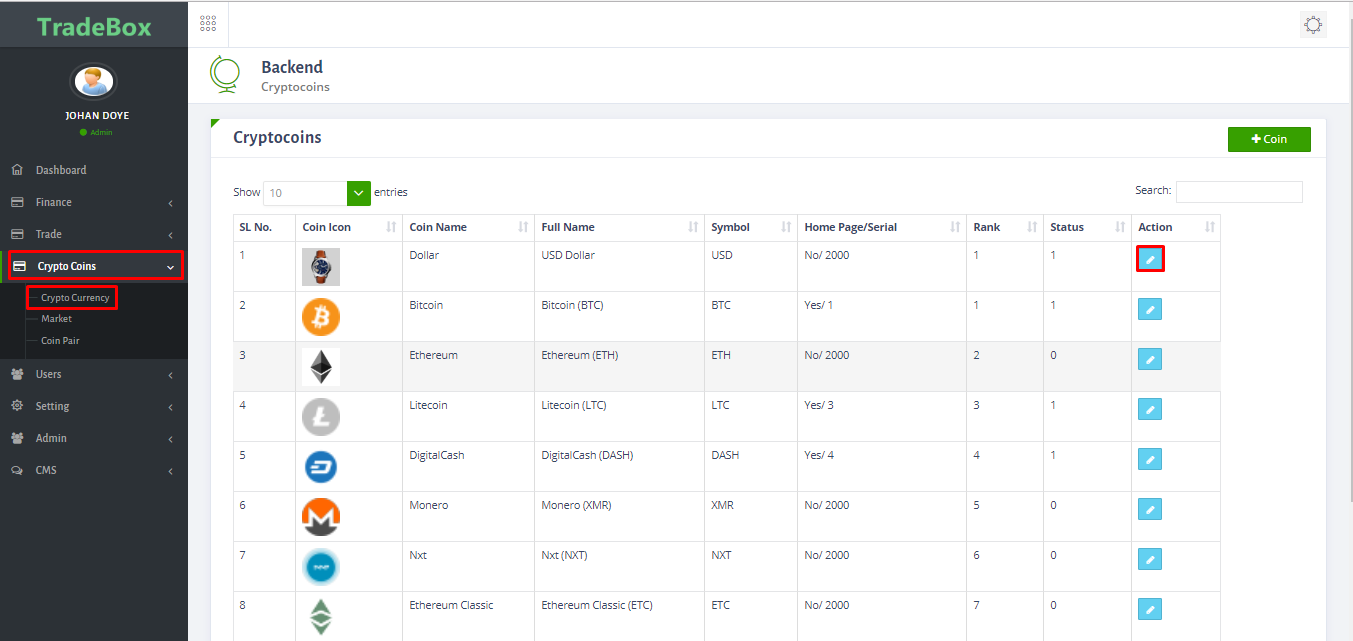 TradeBox
JOHAN DOYE
Admin
Dashboard
Finance
Trade
Crypto Coins
Crypto Currency
Market
Coin Pair
Users
Setting
Admin
CMS
Backend
Cryptocoins
Cryptocoins
+ Coin
Show 10 entries
Search:
SL No. Coin Icon Coin Name Full Name Symbol Home Page/Serial Rank Status Action
1 Dollar USD Dollar USD No/ 2000 1 1
2 Bitcoin Bitcoin (BTC) BTC Yes/ 1 1 1
3 Ethereum Ethereum (ETH) ETH No/ 2000 2 0
4 Litecoin Litecoin (LTC) LTC Yes/ 3 3 1
5 DigitalCash DigitalCash (DASH) DASH Yes/ 4 4 1
6 Monero Monero (XMR) XMR No/ 2000 5 0
7 Nxt Nxt (NXT) NXT No/ 2000 6 0
8 Ethereum Classic Ethereum Classic (ETC) ETC No/ 2000 7 0